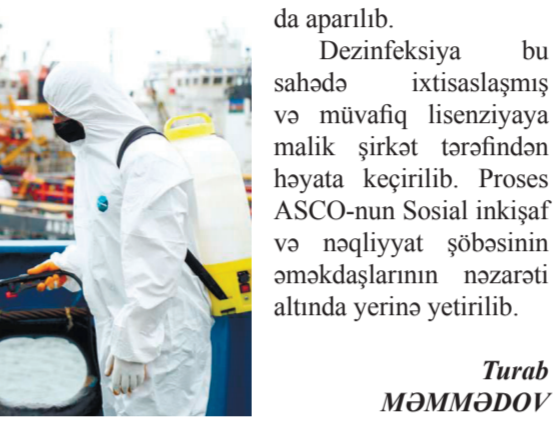 da aparılıb.
Dezinfeksiya bu
sahədə ixtisaslaşmış
və müvafiq lisenziyaya
malik şirkət tərəfindən
həyata keçirilib. Proses
ASCO-nun Sosial inkişaf
və nəqliyyat şöbəsinin
əməkdaşlarının nəzarəti
altında yerinə yetirilib.
Turab
MƏMMƏDOV